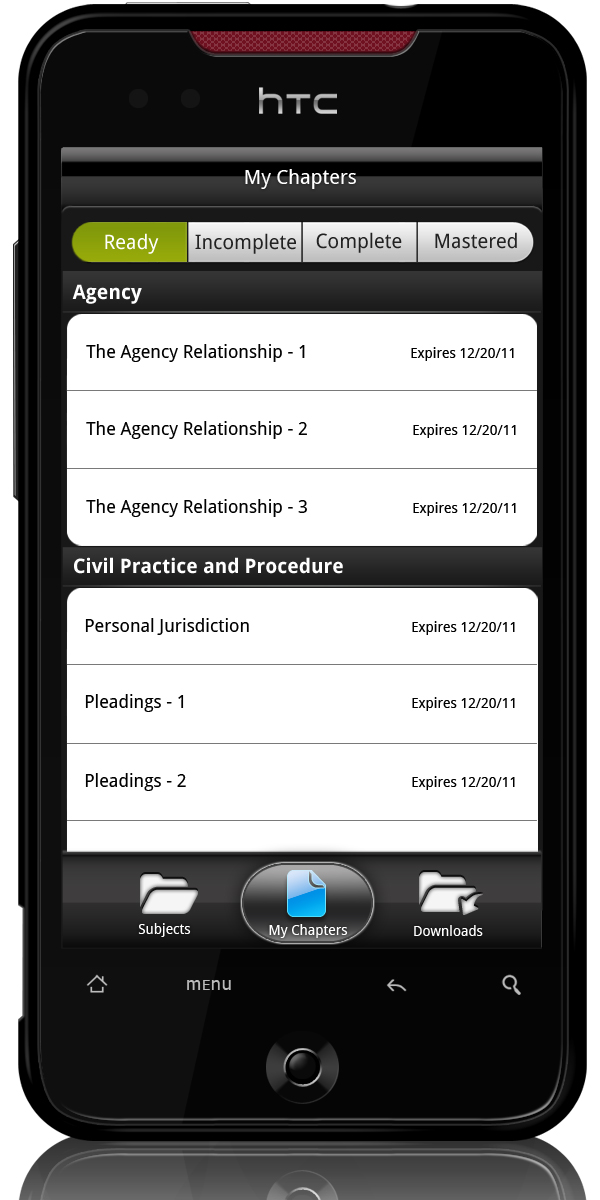 hTC
My Chapters
Ready Incomplete Complete Mastered
Agency
The Agency Relationship - 1 Expires 12/20/11
The Agency Relationship - 2 Expires 12/20/11
The Agency Relationship - 3 Expires 12/20/11
Civil Practice and Procedure
Personal Jurisdiction Expires 12/20/11
Pleadings - 1 Expires 12/20/11
Pleadings - 2 Expires 12/20/11
Subjects My Chapters Downloads
menu